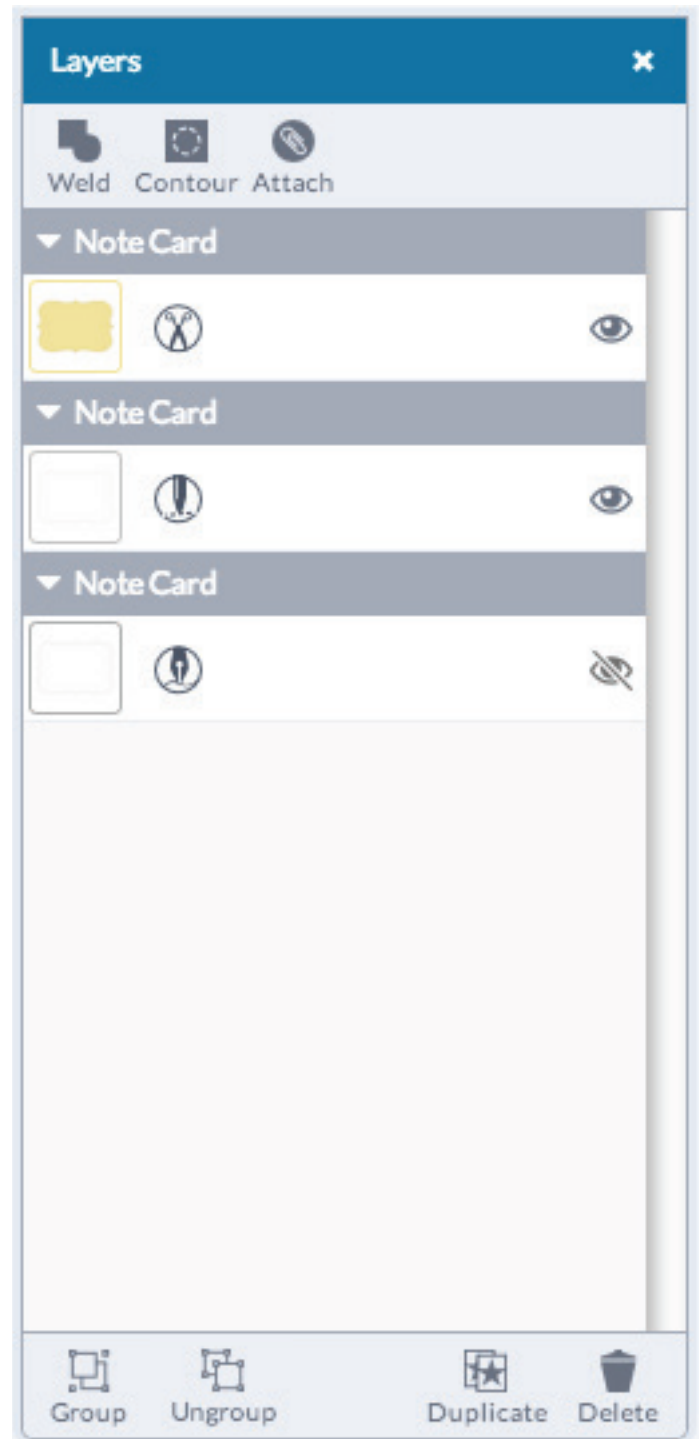 Layers
Weld Contour Attach
Note Card
Note Card
Note Card
Group Ungroup Duplicate Delete